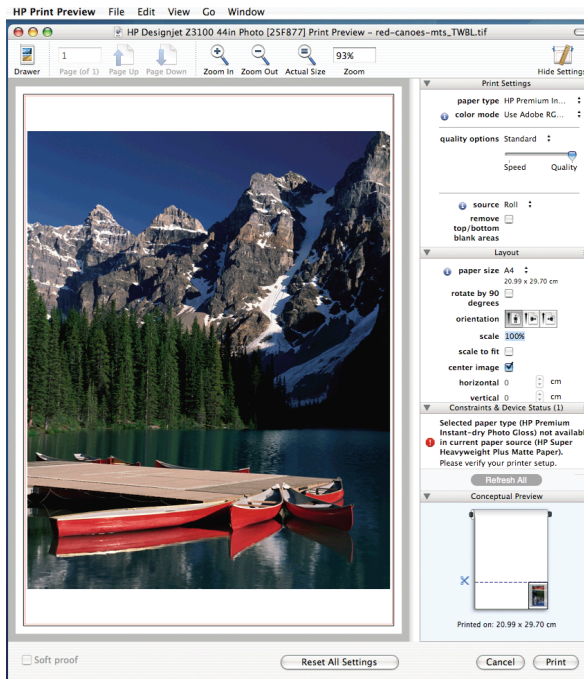 HP Print Preview File Edit View Go Window
HP Designjet Z3100 44in Photo [25F877] Print Preview – red-canoes-mts_TWBL.tif
1
93%
Drawer Page (of 1) Page Up Page Down Zoom In Zoom Out Actual Size Zoom Hide Settings
Print Settings
paper type HP Premium In...
color mode Use Adobe RG...
quality options Standard
Speed Quality
source Roll
remove
top/bottom
blank areas
Layout
paper size A4
20.99 x 29.70 cm
rotate by 90
degrees
orientation
scale 100%
scale to fit
center image
horizontal 0 cm
vertical 0 cm
Constraints & Device Status (1)
Selected paper type (HP Premium
Instant-dry Photo Gloss) not availabl
in current paper source (HP Super
Heavyweight Plus Matte Paper).
Please verify your printer setup.
Refresh All
Conceptual Preview
Printed on: 20.99 x 29.70 cm
Soft proof
Reset All Settings
Cancel
Print